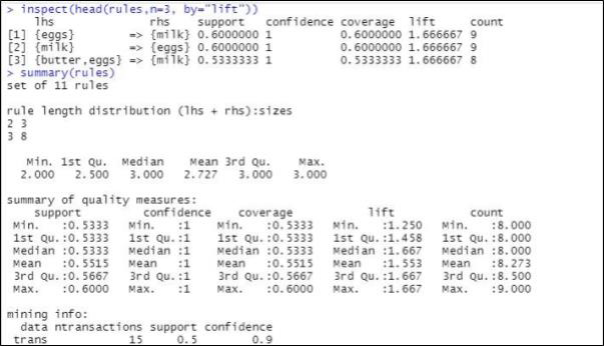 > inspect(head(rules,n=3, by="lift"))
    lhs              rhs    support   confidence coverage  lift     count
[1] {eggs}        => {milk} 0.6000000 1          0.6000000 1.666667 9
[2] {milk}        => {eggs} 0.6000000 1          0.6000000 1.666667 9
[3] {butter,eggs} => {milk} 0.5333333 1          0.5333333 1.666667 8
> summary(rules)
set of 11 rules
rule length distribution (lhs + rhs):sizes
2 3
3 8
Min. 1st Qu. Median Mean 3rd Qu. Max.
2.000 2.500 3.000 2.727 3.000 3.000
summary of quality measures:
support confidence coverage lift count
Min. :0.5333 Min. :1 Min. :0.5333 Min. :1.250 Min. :8.000
1st Qu.:0.5333 1st Qu.:1 1st Qu.:0.5333 1st Qu.:1.458 1st Qu.:8.000
Median :0.5333 Median :1 Median :0.5333 Median :1.667 Median :8.000
Mean :0.5515 Mean :1 Mean :0.5515 Mean :1.553 Mean :8.273
3rd Qu.:0.5667 3rd Qu.:1 3rd Qu.:0.5667 3rd Qu.:1.667 3rd Qu.:8.500
Max. :0.6000 Max. :1 Max. :0.6000 Max. :1.667 Max. :9.000
mining info:
data ntransactions support confidence
trans 15 0.5 0.9